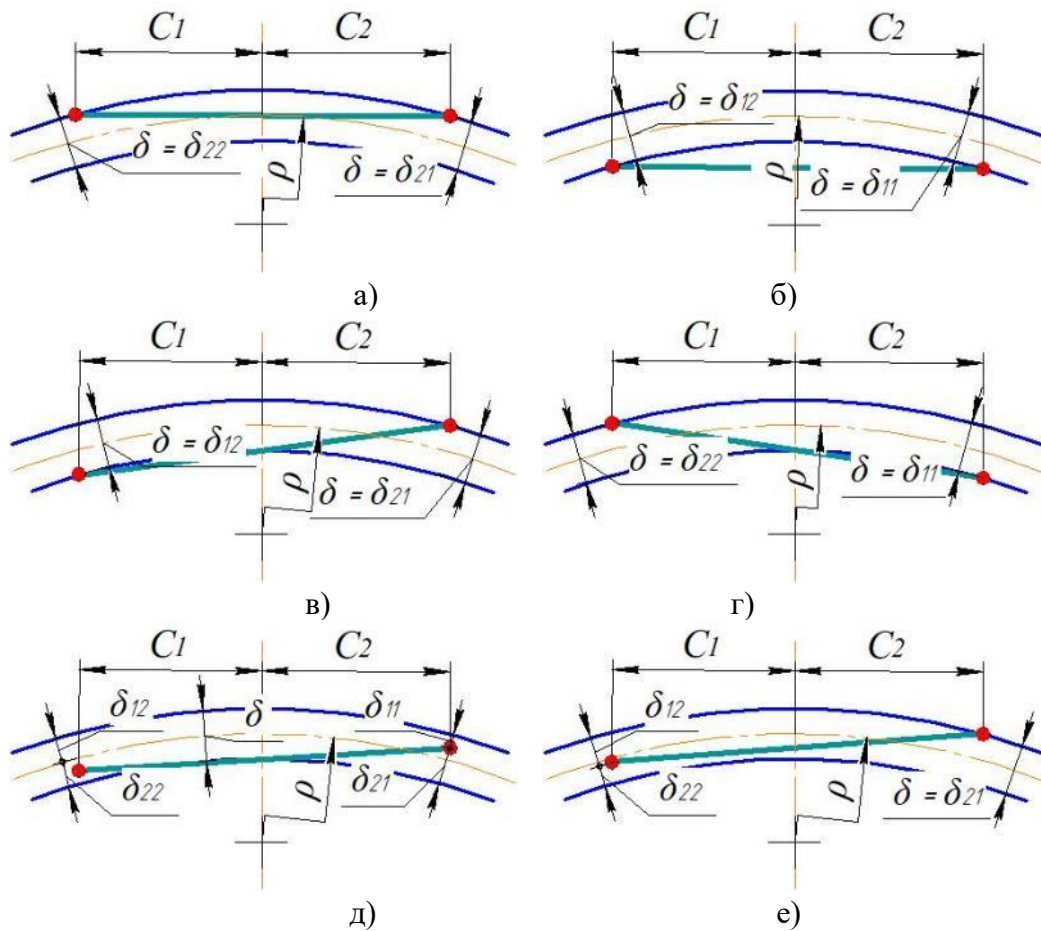 C1 C2 C1 C2
δ = δ12
δ = δ22 δ = δ21 ρ
ρ δ = δ11
а) б)
C1 C2 C1 C2
δ = δ12 δ = δ22
ρ δ = δ21 ρ δ = δ11
в) г)
C1 C2 C1 C2
δ12 δ δ11 δ12
δ22 ρ δ21 δ22 ρ δ = δ21
д) е)